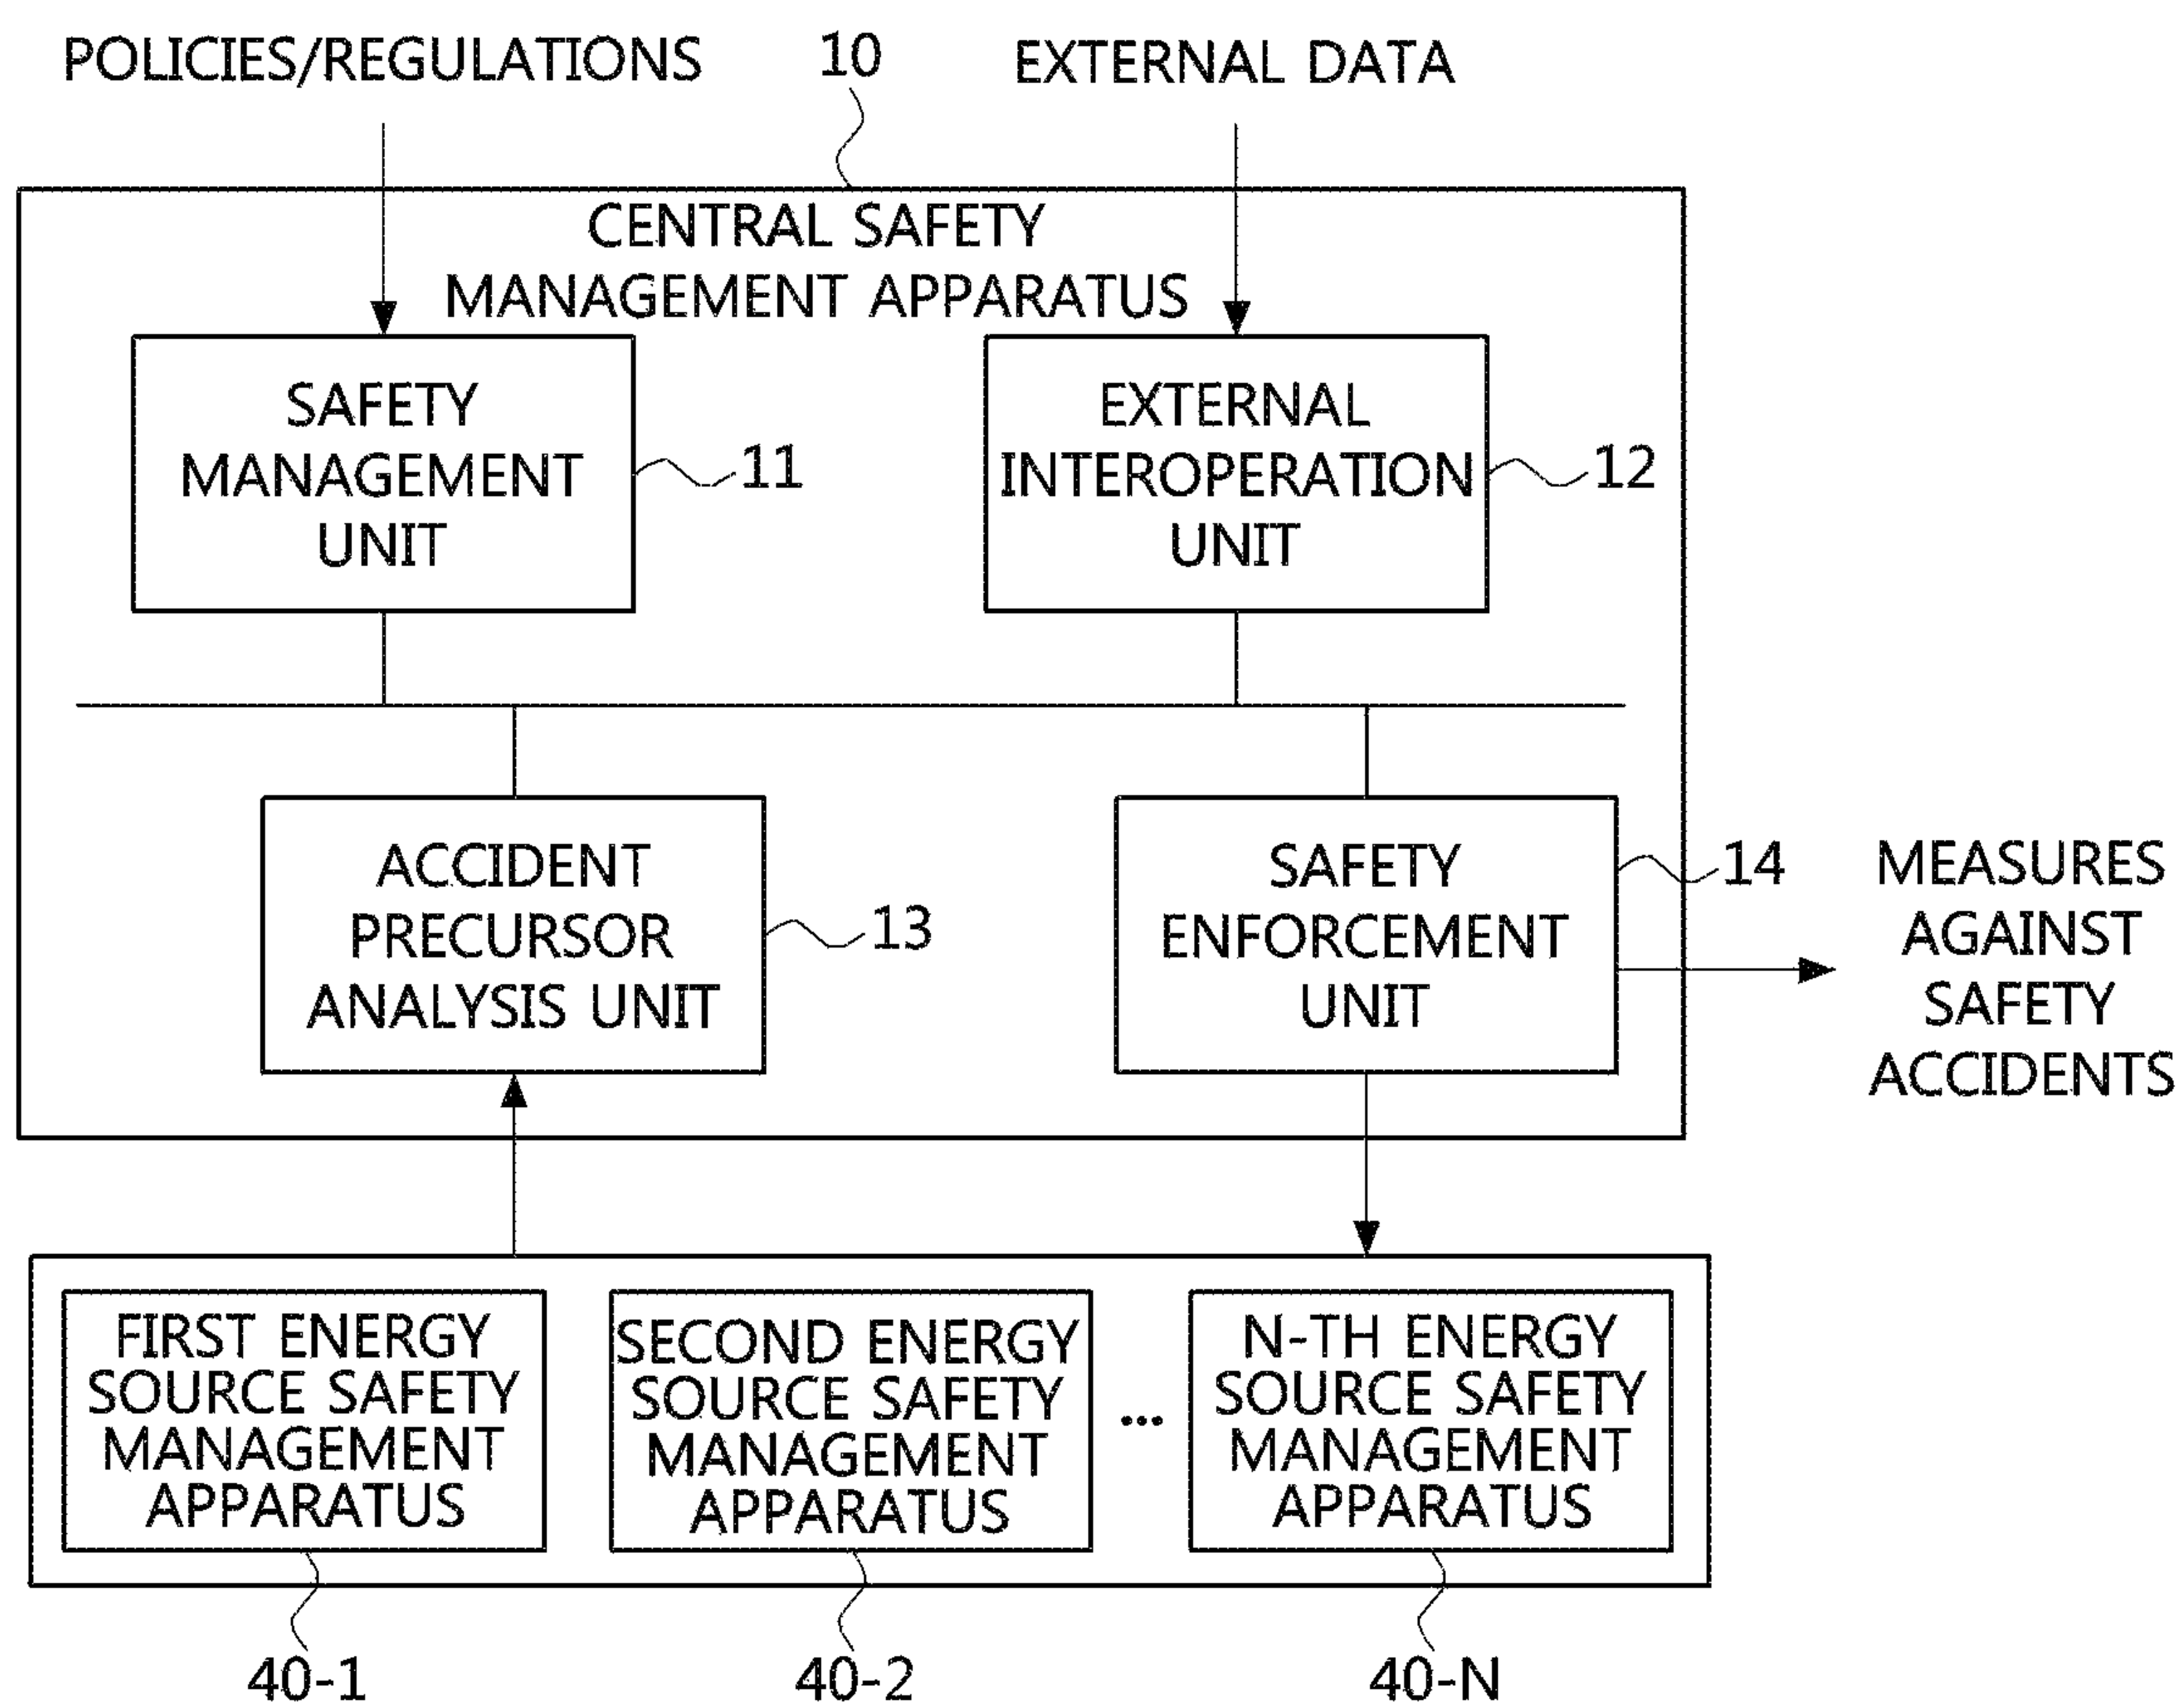 POLICIES/REGULATIONS
10
EXTERNAL DATA
CENTRAL SAFETY
MANAGEMENT APPARATUS
SAFETY
MANAGEMENT
UNIT
11
EXTERNAL
INTEROPERATION
UNIT
12
ACCIDENT
PRECURSOR
ANALYSIS UNIT
13
SAFETY
ENFORCEMENT
UNIT
14
MEASURES
AGAINST
SAFETY
ACCIDENTS
FIRST ENERGY
SOURCE SAFETY
MANAGEMENT
APPARATUS
SECOND ENERGY
SOURCE SAFETY
MANAGEMENT
APPARATUS
...
N-TH ENERGY
SOURCE SAFETY
MANAGEMENT
APPARATUS
40-1
40-2
40-N